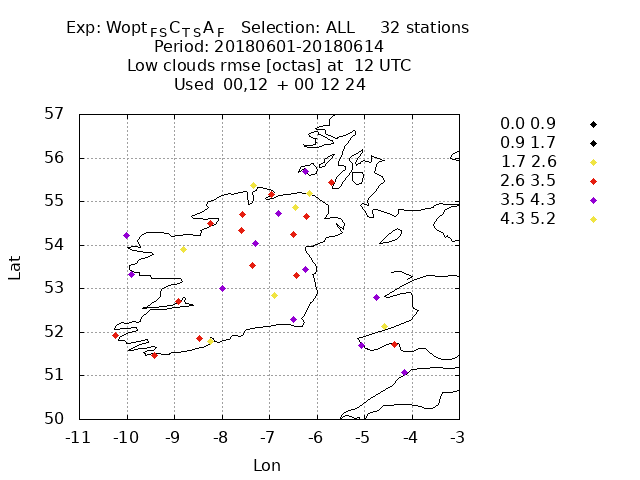 Exp: Wopt_FS C_TS A_F   Selection: ALL     32 stations
Period: 20180601-20180614
Low clouds rmse [octas] at  12 UTC
Used  00,12  + 00 12 24
57
56
55
54
53
52
51
50
-11 -10 -9 -8 -7 -6 -5 -4 -3
Lat
Lon
0.0 0.9
0.9 1.7
1.7 2.6
2.6 3.5
3.5 4.3
4.3 5.2